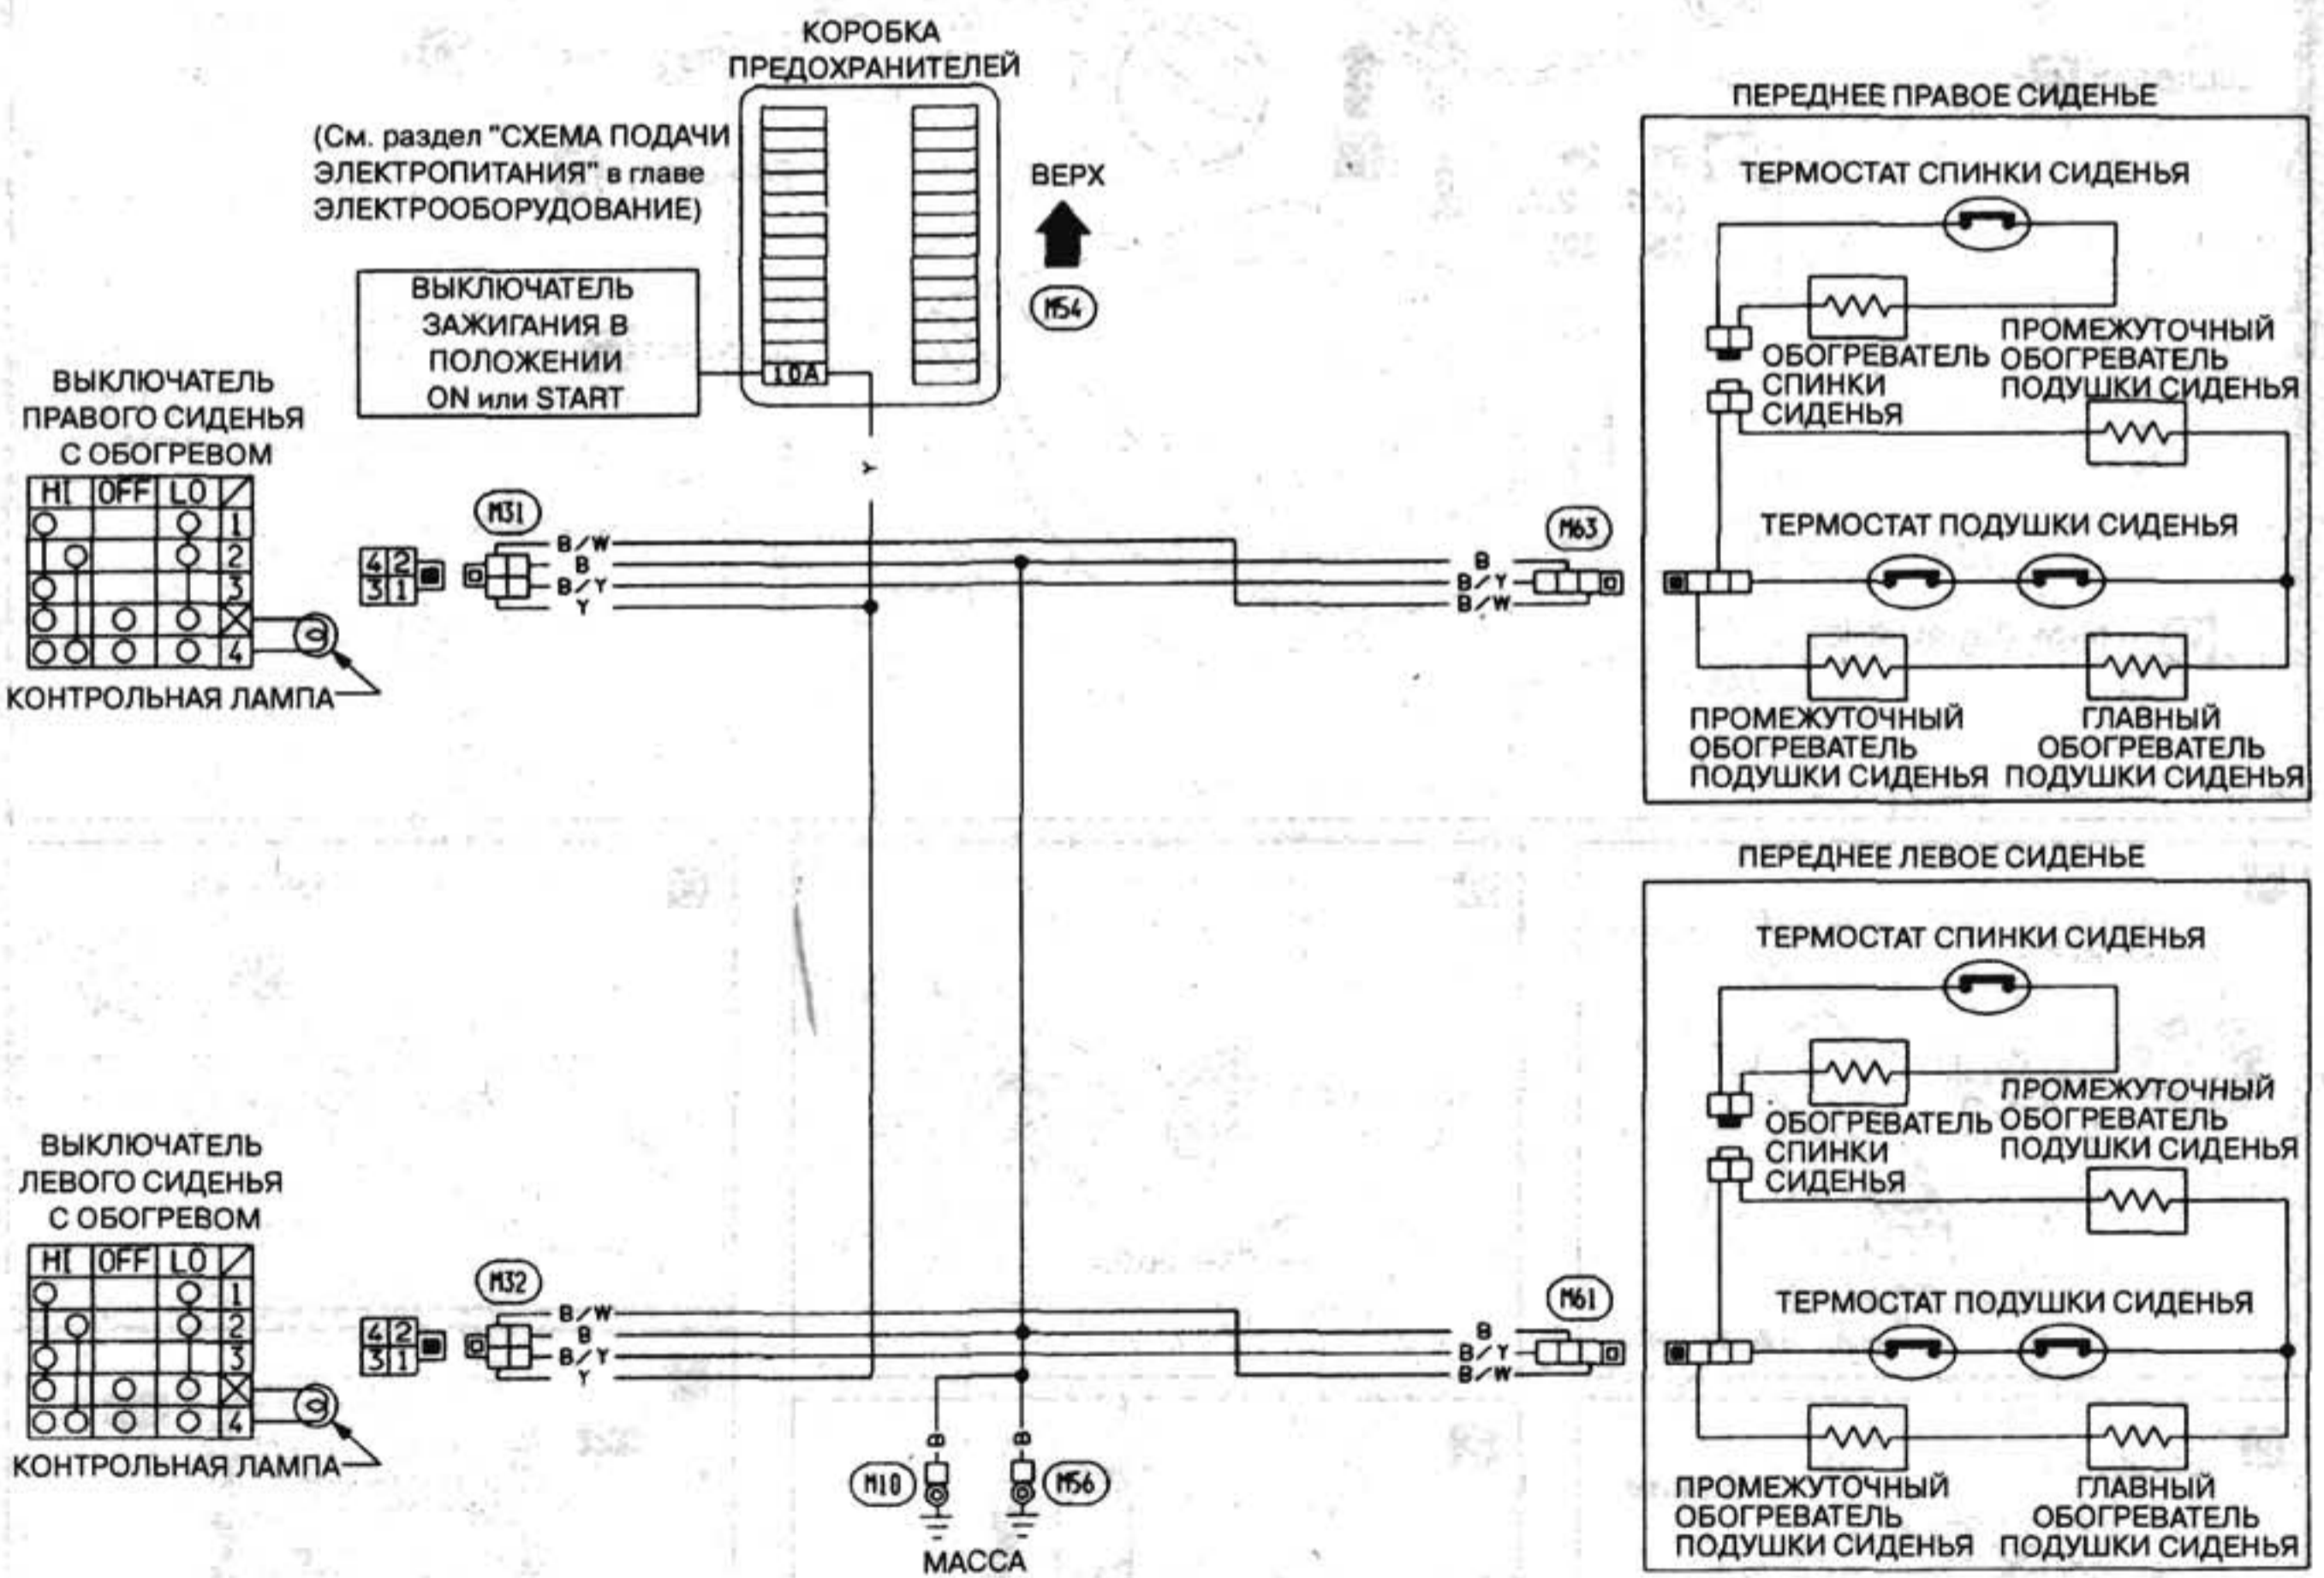 КОРОБКА
ПРЕДОХРАНИТЕЛЕЙ
(См. раздел "СХЕМА ПОДАЧИ
ЭЛЕКТРОПИТАНИЯ" в главе
ЭЛЕКТРООБОРУДОВАНИЕ)
ВЕРХ
M54
ВЫКЛЮЧАТЕЛЬ
ЗАЖИГАНИЯ В
ПОЛОЖЕНИИ
ON или START
10A
Y
ВЫКЛЮЧАТЕЛЬ
ПРАВОГО СИДЕНЬЯ
С ОБОГРЕВОМ
HI OFF LO
1
2
3
4
КОНТРОЛЬНАЯ ЛАМПА
4 2
3 1
M31
B/W
B
B/Y
Y
M63
B
B/Y
B/W
ПЕРЕДНЕЕ ПРАВОЕ СИДЕНЬЕ
ТЕРМОСТАТ СПИНКИ СИДЕНЬЯ
ОБОГРЕВАТЕЛЬ
СПИНКИ
СИДЕНЬЯ
ПРОМЕЖУТОЧНЫЙ
ОБОГРЕВАТЕЛЬ
ПОДУШКИ СИДЕНЬЯ
ТЕРМОСТАТ ПОДУШКИ СИДЕНЬЯ
ПРОМЕЖУТОЧНЫЙ
ОБОГРЕВАТЕЛЬ
ПОДУШКИ СИДЕНЬЯ
ГЛАВНЫЙ
ОБОГРЕВАТЕЛЬ
ПОДУШКИ СИДЕНЬЯ
ВЫКЛЮЧАТЕЛЬ
ЛЕВОГО СИДЕНЬЯ
С ОБОГРЕВОМ
HI OFF LO
1
2
3
4
КОНТРОЛЬНАЯ ЛАМПА
4 2
3 1
M32
B/W
B
B/Y
Y
M61
B
B/Y
B/W
B
B
M10
M56
МАССА
ПЕРЕДНЕЕ ЛЕВОЕ СИДЕНЬЕ
ТЕРМОСТАТ СПИНКИ СИДЕНЬЯ
ОБОГРЕВАТЕЛЬ
СПИНКИ
СИДЕНЬЯ
ПРОМЕЖУТОЧНЫЙ
ОБОГРЕВАТЕЛЬ
ПОДУШКИ СИДЕНЬЯ
ТЕРМОСТАТ ПОДУШКИ СИДЕНЬЯ
ПРОМЕЖУТОЧНЫЙ
ОБОГРЕВАТЕЛЬ
ПОДУШКИ СИДЕНЬЯ
ГЛАВНЫЙ
ОБОГРЕВАТЕЛЬ
ПОДУШКИ СИДЕНЬЯ